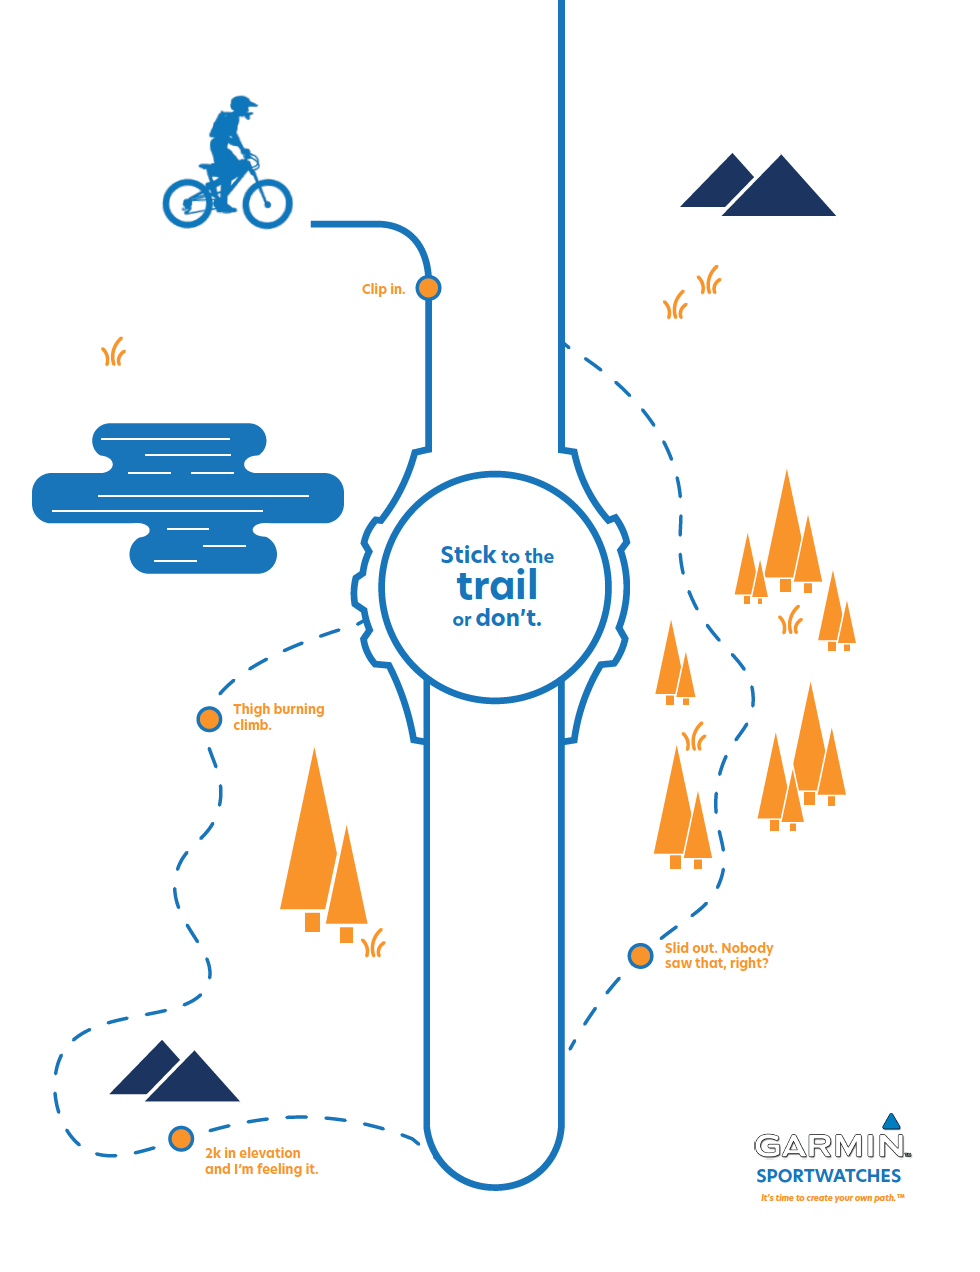 Clip in.
Stick to the
trail
or don't.
Thigh burning
climb.
Slid out. Nobody
saw that, right?
2k in elevation
and I'm feeling it.
GARMIN™
SPORTWATCHES
It's time to create your own path.™